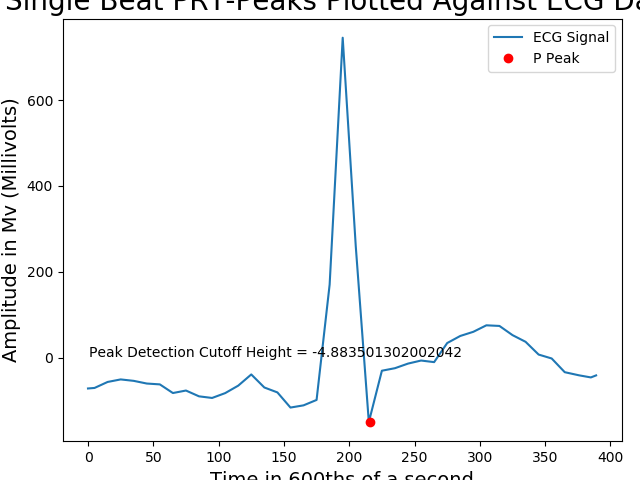 Single Beat PRT-Peaks Plotted Against ECG Da
ECG Signal
P Peak
Amplitude in Mv (Millivolts)
600
400
200
0
Peak Detection Cutoff Height = -4.883501302002042
0 50 100 150 200 250 300 350 400
Time in 600ths of a second